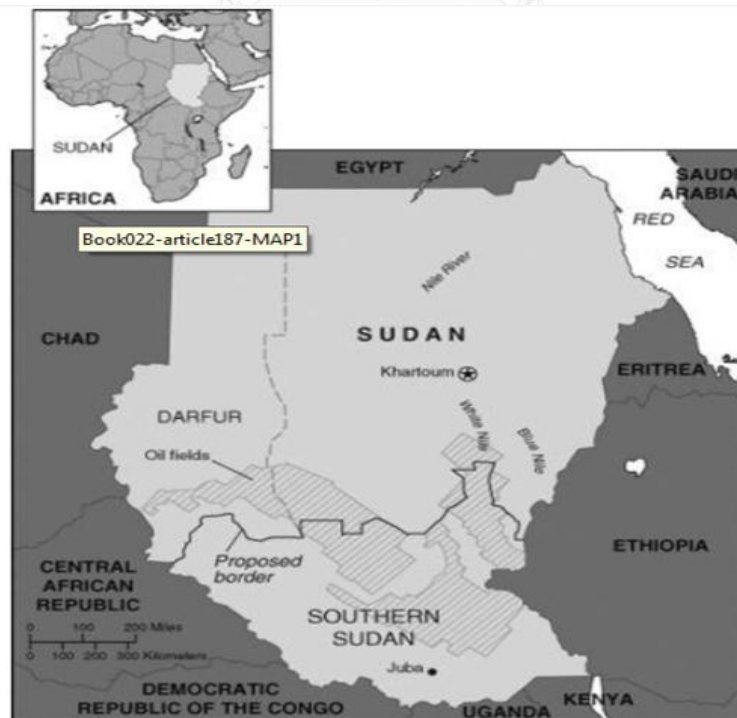 SUDAN
AFRICA
Book022-article187-MAP1
EGYPT
SAUDI
ARABIA
RED
SEA
Nile River
SUDAN
CHAD
Khartoum
ERITREA
DARFUR
White Nile
Blue Nile
Oil fields
Proposed
border
ETHIOPIA
CENTRAL
AFRICAN
REPUBLIC
0 100 200 Miles
0 100 200 300 Kilometers
SOUTHERN
SUDAN
Juba
DEMOCRATIC
REPUBLIC OF THE CONGO
UGANDA
KENYA